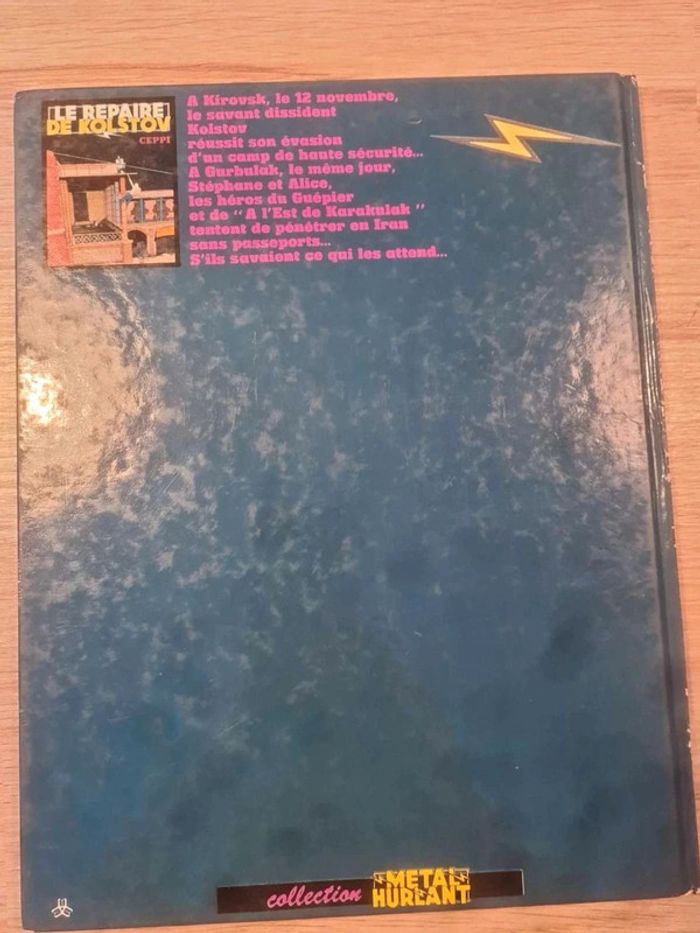 LE REPAIRE
DE KOLSTOV
CEPPI
A Kirovsk, le 12 novembre,
le savant dissident
Kolstov
réussit son évasion
d'un camp de haute sécurité...
A Gurbulak, le même jour,
Stéphane et Alice,
les héros du Guépier
et de "A l'Est de Karakulak"
tentent de pénétrer en Iran
sans passeports...
S'ils savaient ce qui les attend...
collection METAL
HURLANT